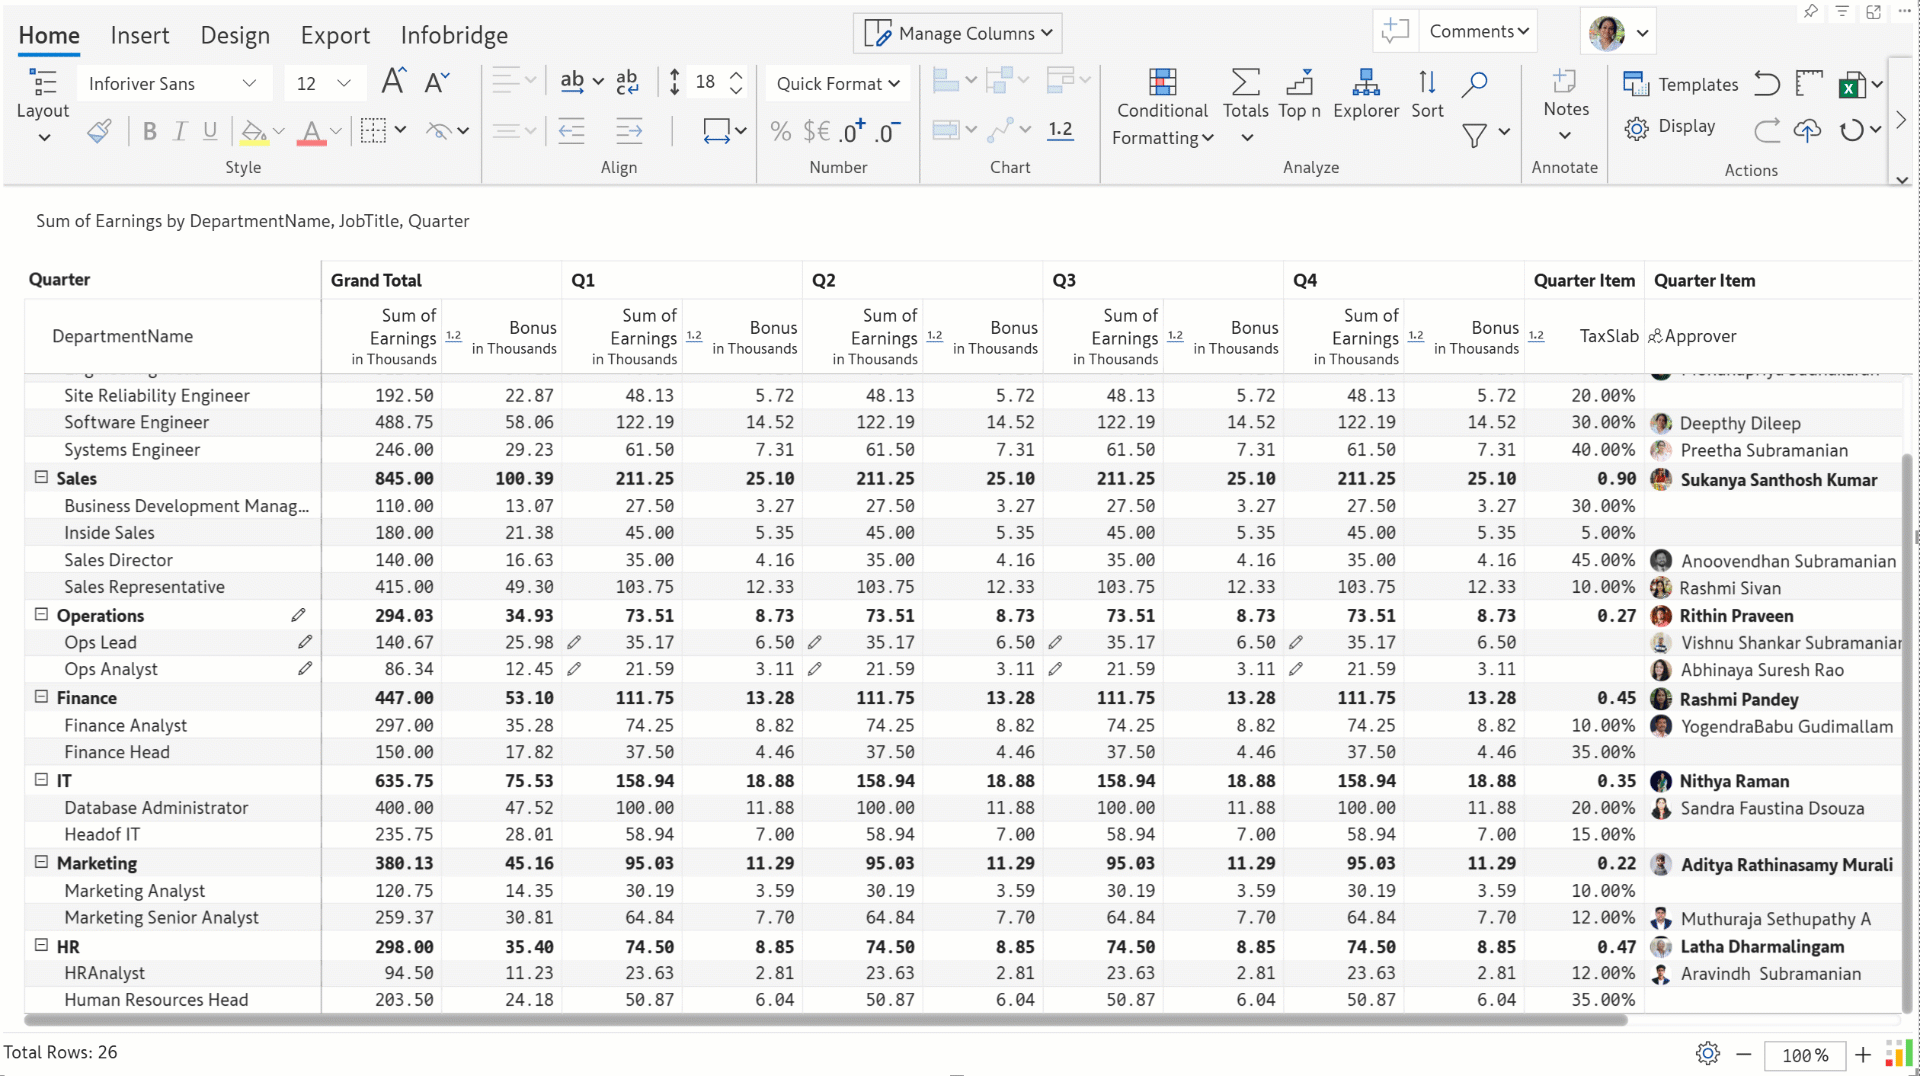 Home Insert Design Export Infobridge Manage Columns Comments
Layout Inforiver Sans 12 ab ab 18 Quick Format Conditional Formatting Totals Top n Explorer Sort Notes Templates Display
B I U A % $€ .0+ .0- 1.2
Style Align Number Chart Analyze Annotate Actions
Sum of Earnings by DepartmentName, JobTitle, Quarter
Quarter Grand Total Q1 Q2 Q3 Q4 Quarter Item Quarter Item
DepartmentName Sum of Earnings in Thousands 1.2 Bonus in Thousands Sum of Earnings in Thousands 1.2 Bonus in Thousands Sum of Earnings in Thousands 1.2 Bonus in Thousands Sum of Earnings in Thousands 1.2 Bonus in Thousands Sum of Earnings in Thousands 1.2 Bonus in Thousands 1.2 TaxSlab Approver
Site Reliability Engineer 192.50 22.87 48.13 5.72 48.13 5.72 48.13 5.72 48.13 5.72 20.00%
Software Engineer 488.75 58.06 122.19 14.52 122.19 14.52 122.19 14.52 122.19 14.52 30.00% Deepthy Dileep
Systems Engineer 246.00 29.23 61.50 7.31 61.50 7.31 61.50 7.31 61.50 7.31 40.00% Preetha Subramanian
Sales 845.00 100.39 211.25 25.10 211.25 25.10 211.25 25.10 211.25 25.10 0.90 Sukanya Santhosh Kumar
Business Development Manag... 110.00 13.07 27.50 3.27 27.50 3.27 27.50 3.27 27.50 3.27 30.00%
Inside Sales 180.00 21.38 45.00 5.35 45.00 5.35 45.00 5.35 45.00 5.35 5.00%
Sales Director 140.00 16.63 35.00 4.16 35.00 4.16 35.00 4.16 35.00 4.16 45.00% Anoovendhan Subramanian
Sales Representative 415.00 49.30 103.75 12.33 103.75 12.33 103.75 12.33 103.75 12.33 10.00% Rashmi Sivan
Operations 294.03 34.93 73.51 8.73 73.51 8.73 73.51 8.73 73.51 8.73 0.27 Rithin Praveen
Ops Lead 140.67 25.98 35.17 6.50 35.17 6.50 35.17 6.50 35.17 6.50 Vishnu Shankar Subramanian
Ops Analyst 86.34 12.45 21.59 3.11 21.59 3.11 21.59 3.11 21.59 3.11 Abhinaya Suresh Rao
Finance 447.00 53.10 111.75 13.28 111.75 13.28 111.75 13.28 111.75 13.28 0.45 Rashmi Pandey
Finance Analyst 297.00 35.28 74.25 8.82 74.25 8.82 74.25 8.82 74.25 8.82 10.00% YogendraBabu Gudimallam
Finance Head 150.00 17.82 37.50 4.46 37.50 4.46 37.50 4.46 37.50 4.46 35.00%
IT 635.75 75.53 158.94 18.88 158.94 18.88 158.94 18.88 158.94 18.88 0.35 Nithya Raman
Database Administrator 400.00 47.52 100.00 11.88 100.00 11.88 100.00 11.88 100.00 11.88 20.00% Sandra Faustina Dsouza
Headof IT 235.75 28.01 58.94 7.00 58.94 7.00 58.94 7.00 58.94 7.00 15.00%
Marketing 380.13 45.16 95.03 11.29 95.03 11.29 95.03 11.29 95.03 11.29 0.22 Aditya Rathinasamy Murali
Marketing Analyst 120.75 14.35 30.19 3.59 30.19 3.59 30.19 3.59 30.19 3.59 10.00%
Marketing Senior Analyst 259.37 30.81 64.84 7.70 64.84 7.70 64.84 7.70 64.84 7.70 12.00% Muthuraja Sethupathy A
HR 298.00 35.40 74.50 8.85 74.50 8.85 74.50 8.85 74.50 8.85 0.47 Latha Dharmalingam
HRAnalyst 94.50 11.23 23.63 2.81 23.63 2.81 23.63 2.81 23.63 2.81 12.00% Aravindh Subramanian
Human Resources Head 203.50 24.18 50.87 6.04 50.87 6.04 50.87 6.04 50.87 6.04 35.00%
Total Rows: 26 100%